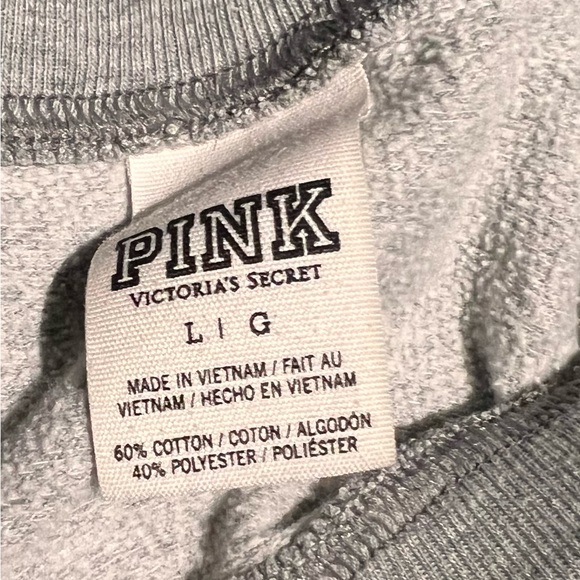 PINK
VICTORIA'S SECRET
L | G
MADE IN VIETNAM / FAIT AU
VIETNAM / HECHO EN VIETNAM
60% COTTON / COTON / ALGODÓN
40% POLYESTER / POLIÉSTER